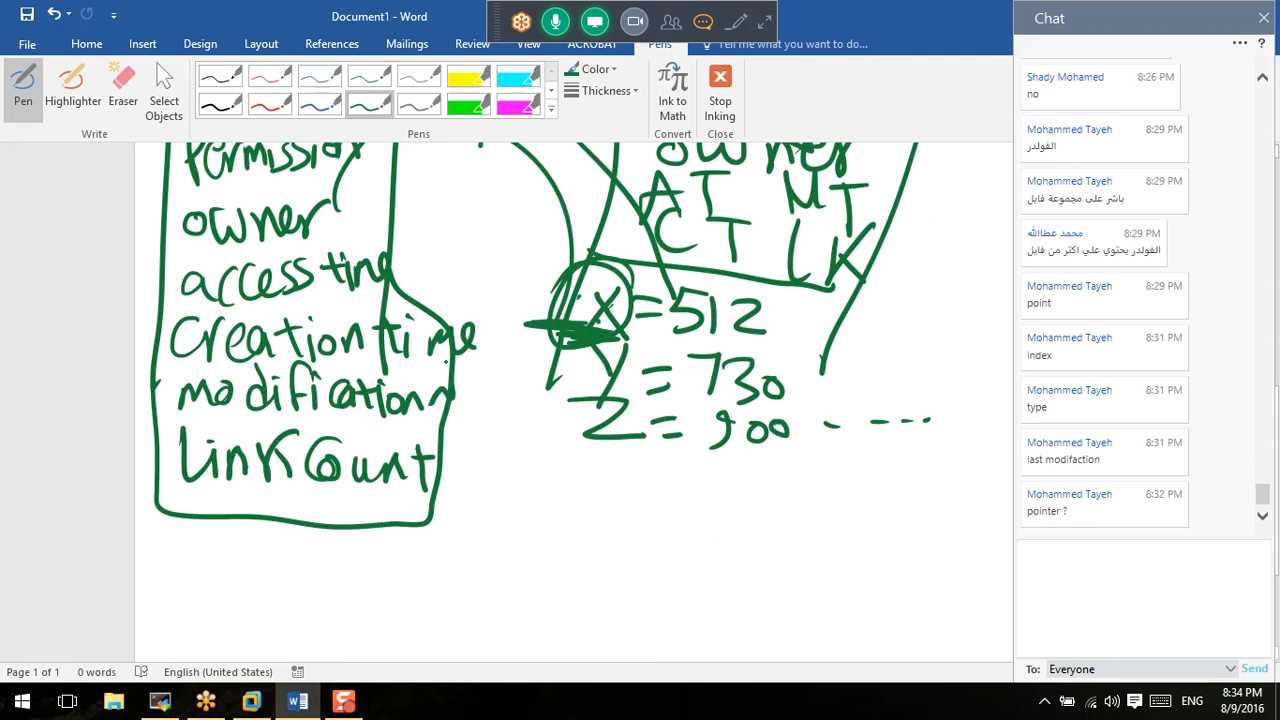 Document1 - Word
File Home Insert Design Layout References Mailings Review View ACROBAT Pens Tell me what you want to do...
Pen Highlighter Eraser Select Objects
Color
Thickness
Ink to Math
Stop Inking
Write Pens Convert Close
Permission
owner
access time
Creation time
modification
Link Count
owner
AT MT
CT LK
X = 512
Y = 730
Z = 900 - ----
Chat
Shady Mohamed 8:26 PM
no
Mohammed Tayeh 8:29 PM
الفولدر
Mohammed Tayeh 8:29 PM
باشر على مجموعة فايل
محمد عطاالله 8:29 PM
الفولدر يحتوي علي اكثر من فايل
Mohammed Tayeh 8:29 PM
point
Mohammed Tayeh 8:29 PM
index
Mohammed Tayeh 8:31 PM
type
Mohammed Tayeh 8:31 PM
last modifaction
Mohammed Tayeh 8:32 PM
pointer ?
To: Everyone Send
Page 1 of 1 0 words English (United States)
ENG
8:34 PM
8/9/2016